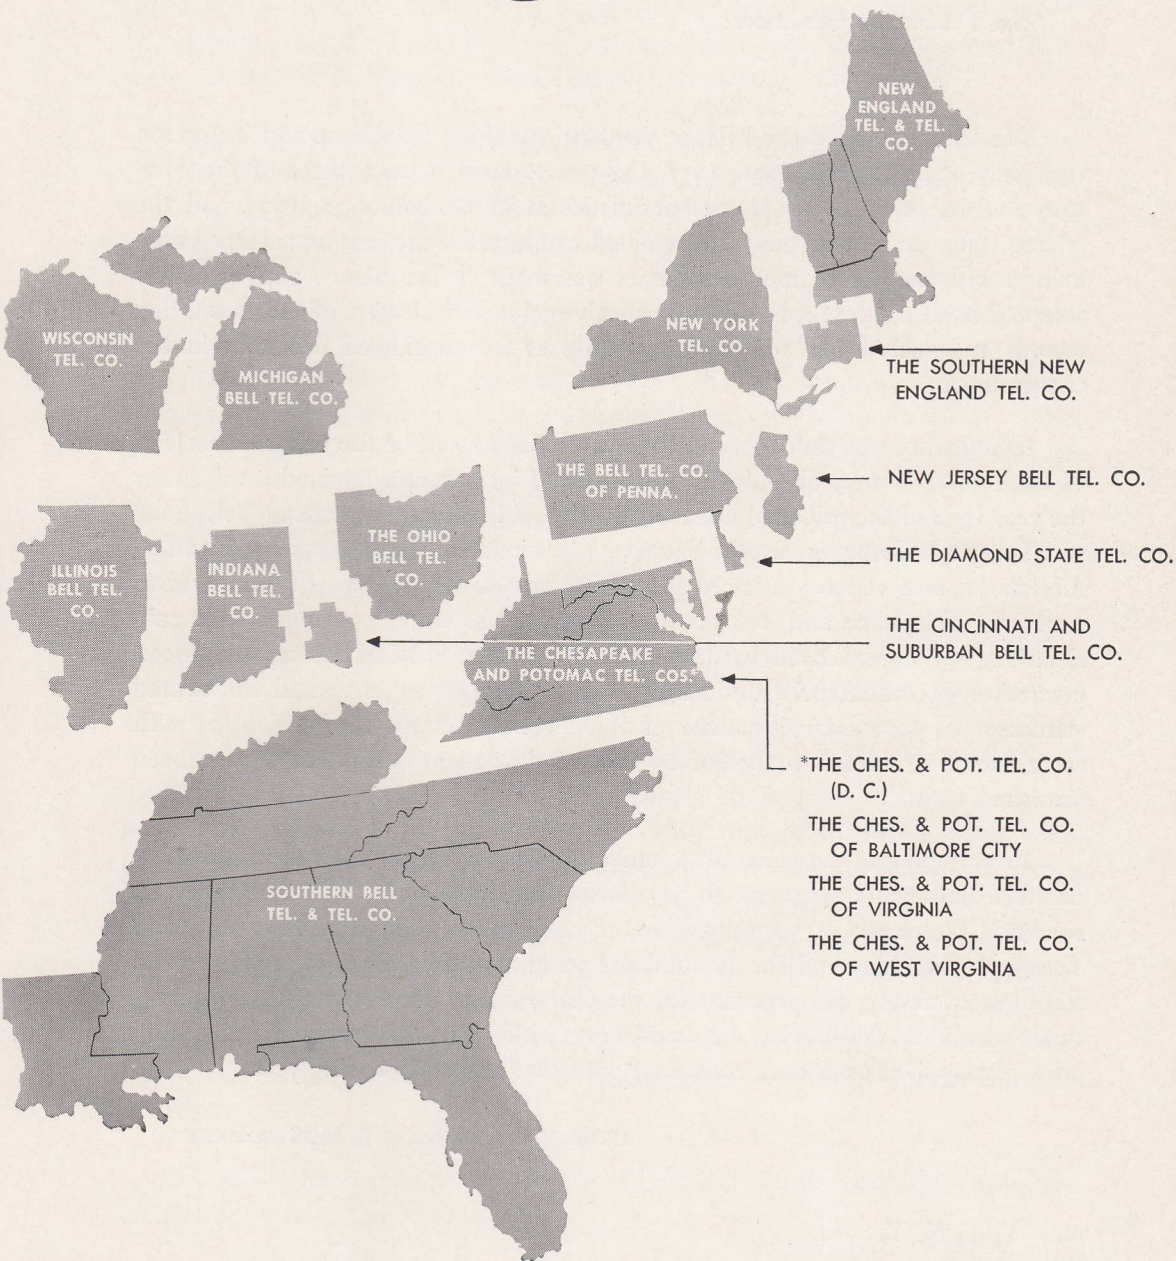 NEW
ENGLAND
TEL. & TEL.
CO.
WISCONSIN
TEL. CO.
MICHIGAN
BELL TEL. CO.
NEW YORK
TEL. CO.
THE SOUTHERN NEW
ENGLAND TEL. CO.
THE BELL TEL. CO.
OF PENNA.
NEW JERSEY BELL TEL. CO.
THE OHIO
BELL TEL.
CO.
THE DIAMOND STATE TEL. CO.
ILLINOIS
BELL TEL.
CO.
INDIANA
BELL TEL.
CO.
THE CINCINNATI AND
SUBURBAN BELL TEL. CO.
THE CHESAPEAKE
AND POTOMAC TEL. COS.*
*THE CHES. & POT. TEL. CO.
(D. C.)
THE CHES. & POT. TEL. CO.
OF BALTIMORE CITY
THE CHES. & POT. TEL. CO.
OF VIRGINIA
THE CHES. & POT. TEL. CO.
OF WEST VIRGINIA
SOUTHERN BELL
TEL. & TEL. CO.